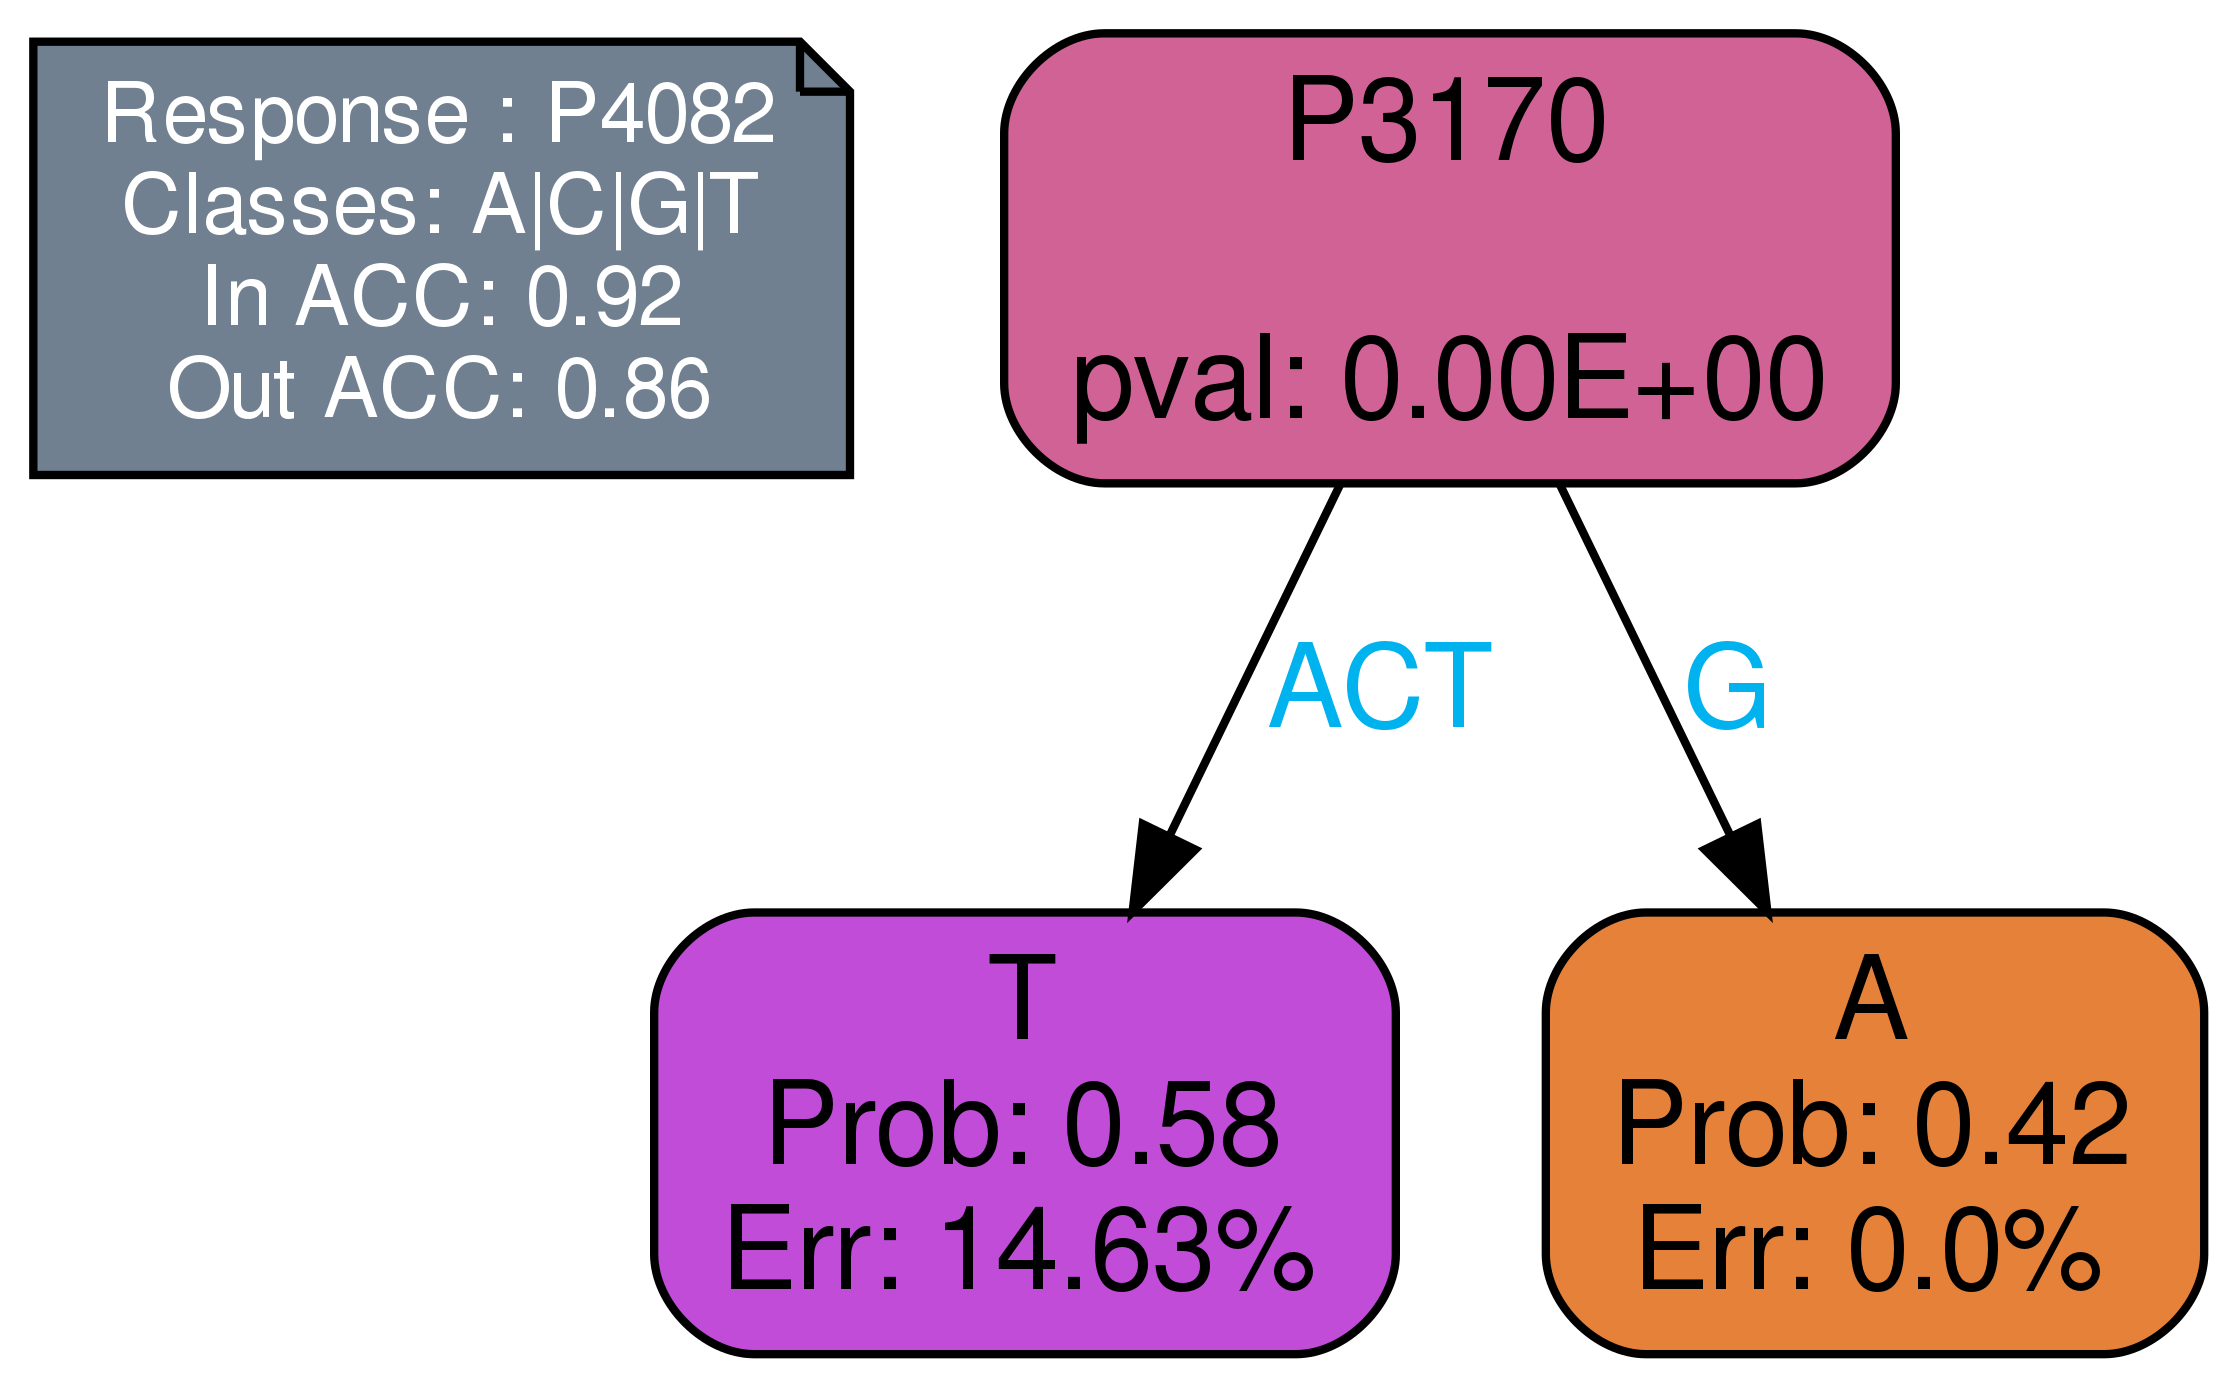 Response : P4082
Classes: A|C|G|T
In ACC: 0.92
Out ACC: 0.86
P3170
pval: 0.00E+00
ACT
G
T
Prob: 0.58
Err: 14.63%
A
Prob: 0.42
Err: 0.0%